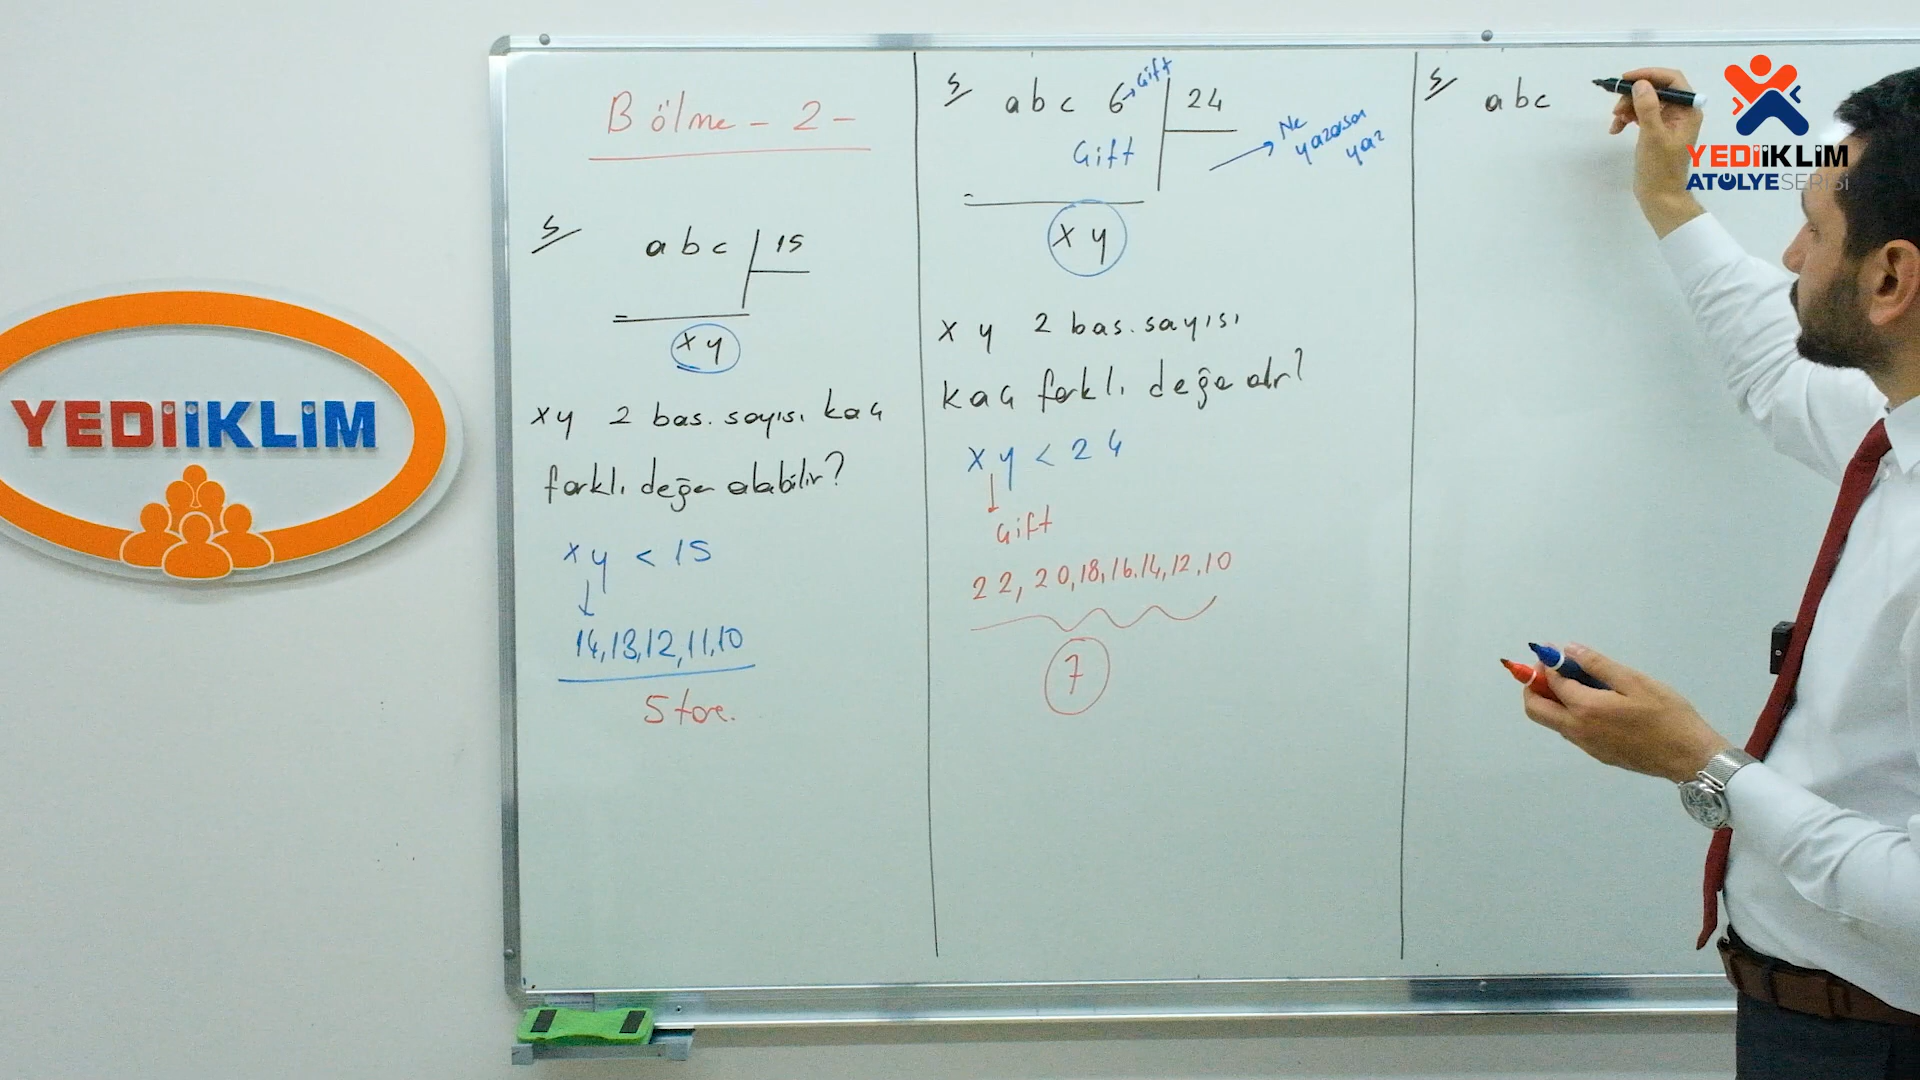 YEDİİKLİM
Bölme - 2 -
S abc 15
xy
xy 2 bas. sayısı kaç
farklı değer alabilir?
xy < 15
14,13,12,11,10
5 tane.
S abc 6 → Çift 24
Çift
Ne
yazarsan
yaz
xy
xy 2 bas. sayısı
kaç farklı değer alır?
xy < 24
Çift
22, 20,18,16,14,12,10
7
S abc
YEDİİKLİM
ATÖLYESERİSİ